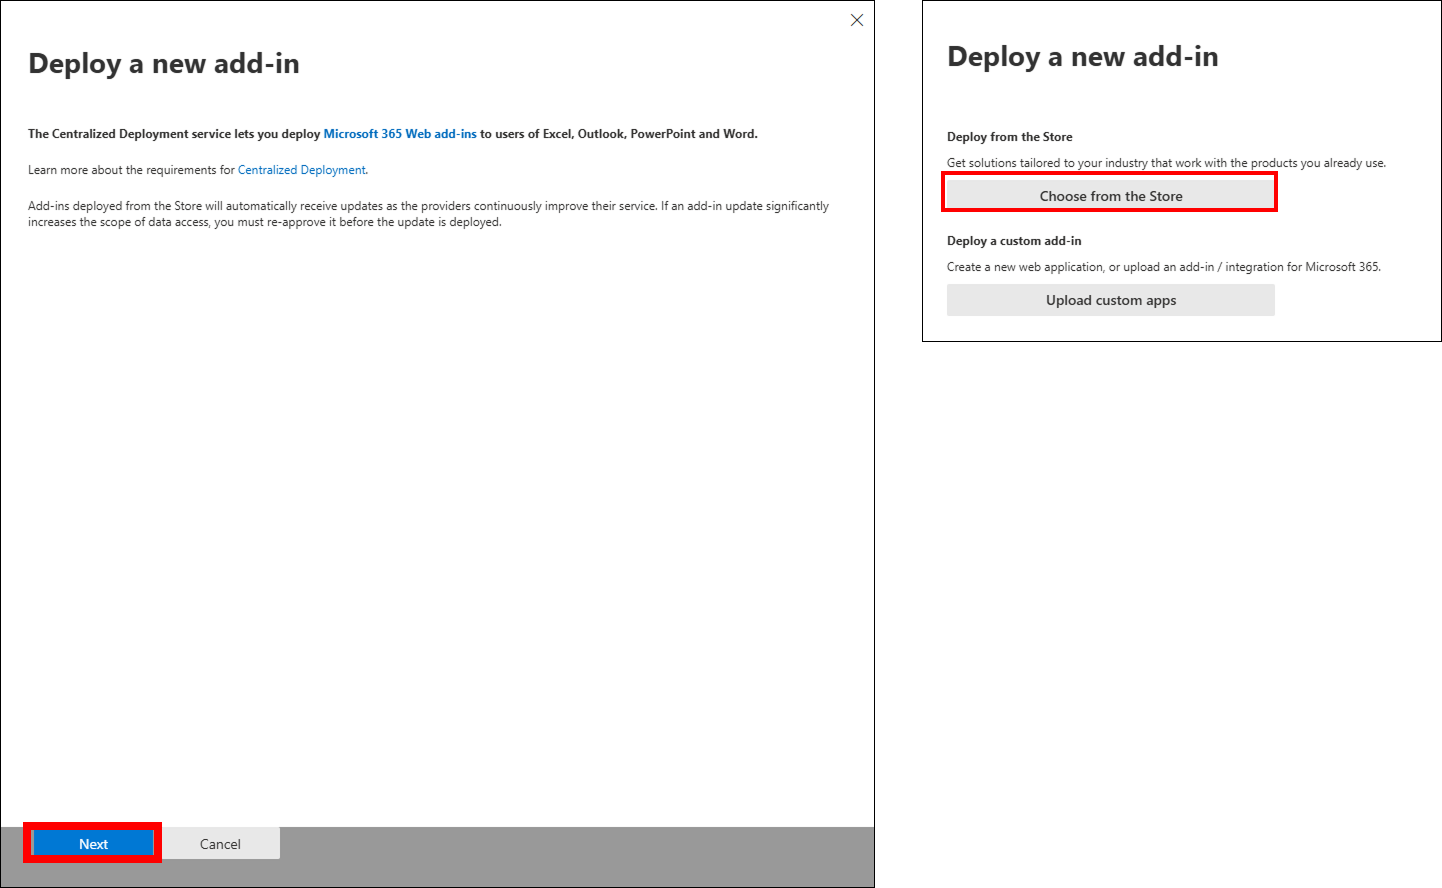 Deploy a new add-in
The Centralized Deployment service lets you deploy Microsoft 365 Web add-ins to users of Excel, Outlook, PowerPoint and Word.
Learn more about the requirements for Centralized Deployment.
Add-ins deployed from the Store will automatically receive updates as the providers continuously improve their service. If an add-in update significantly
increases the scope of data access, you must re-approve it before the update is deployed.
Next
Cancel
Deploy a new add-in
Deploy from the Store
Get solutions tailored to your industry that work with the products you already use.
Choose from the Store
Deploy a custom add-in
Create a new web application, or upload an add-in / integration for Microsoft 365.
Upload custom apps